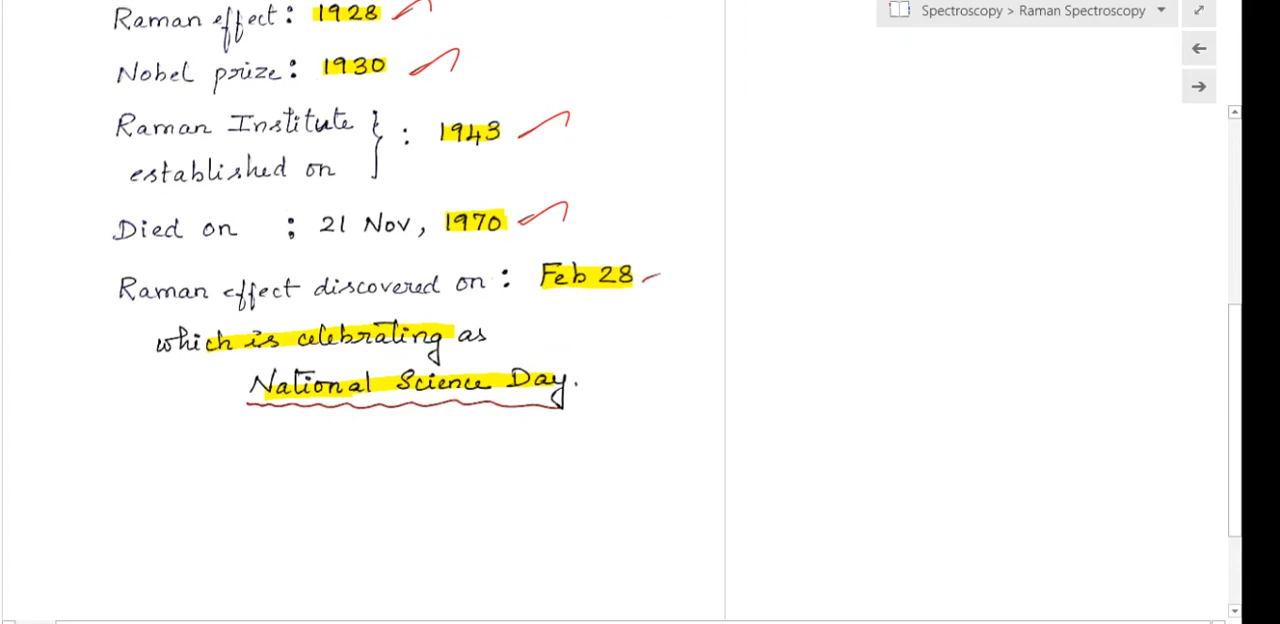 Spectroscopy > Raman Spectroscopy
Raman effect : 1928
Nobel prize : 1930
Raman Institute } : 1943
established on
Died on : 21 Nov, 1970
Raman effect discovered on : Feb 28
which is celebrating as
National Science Day.